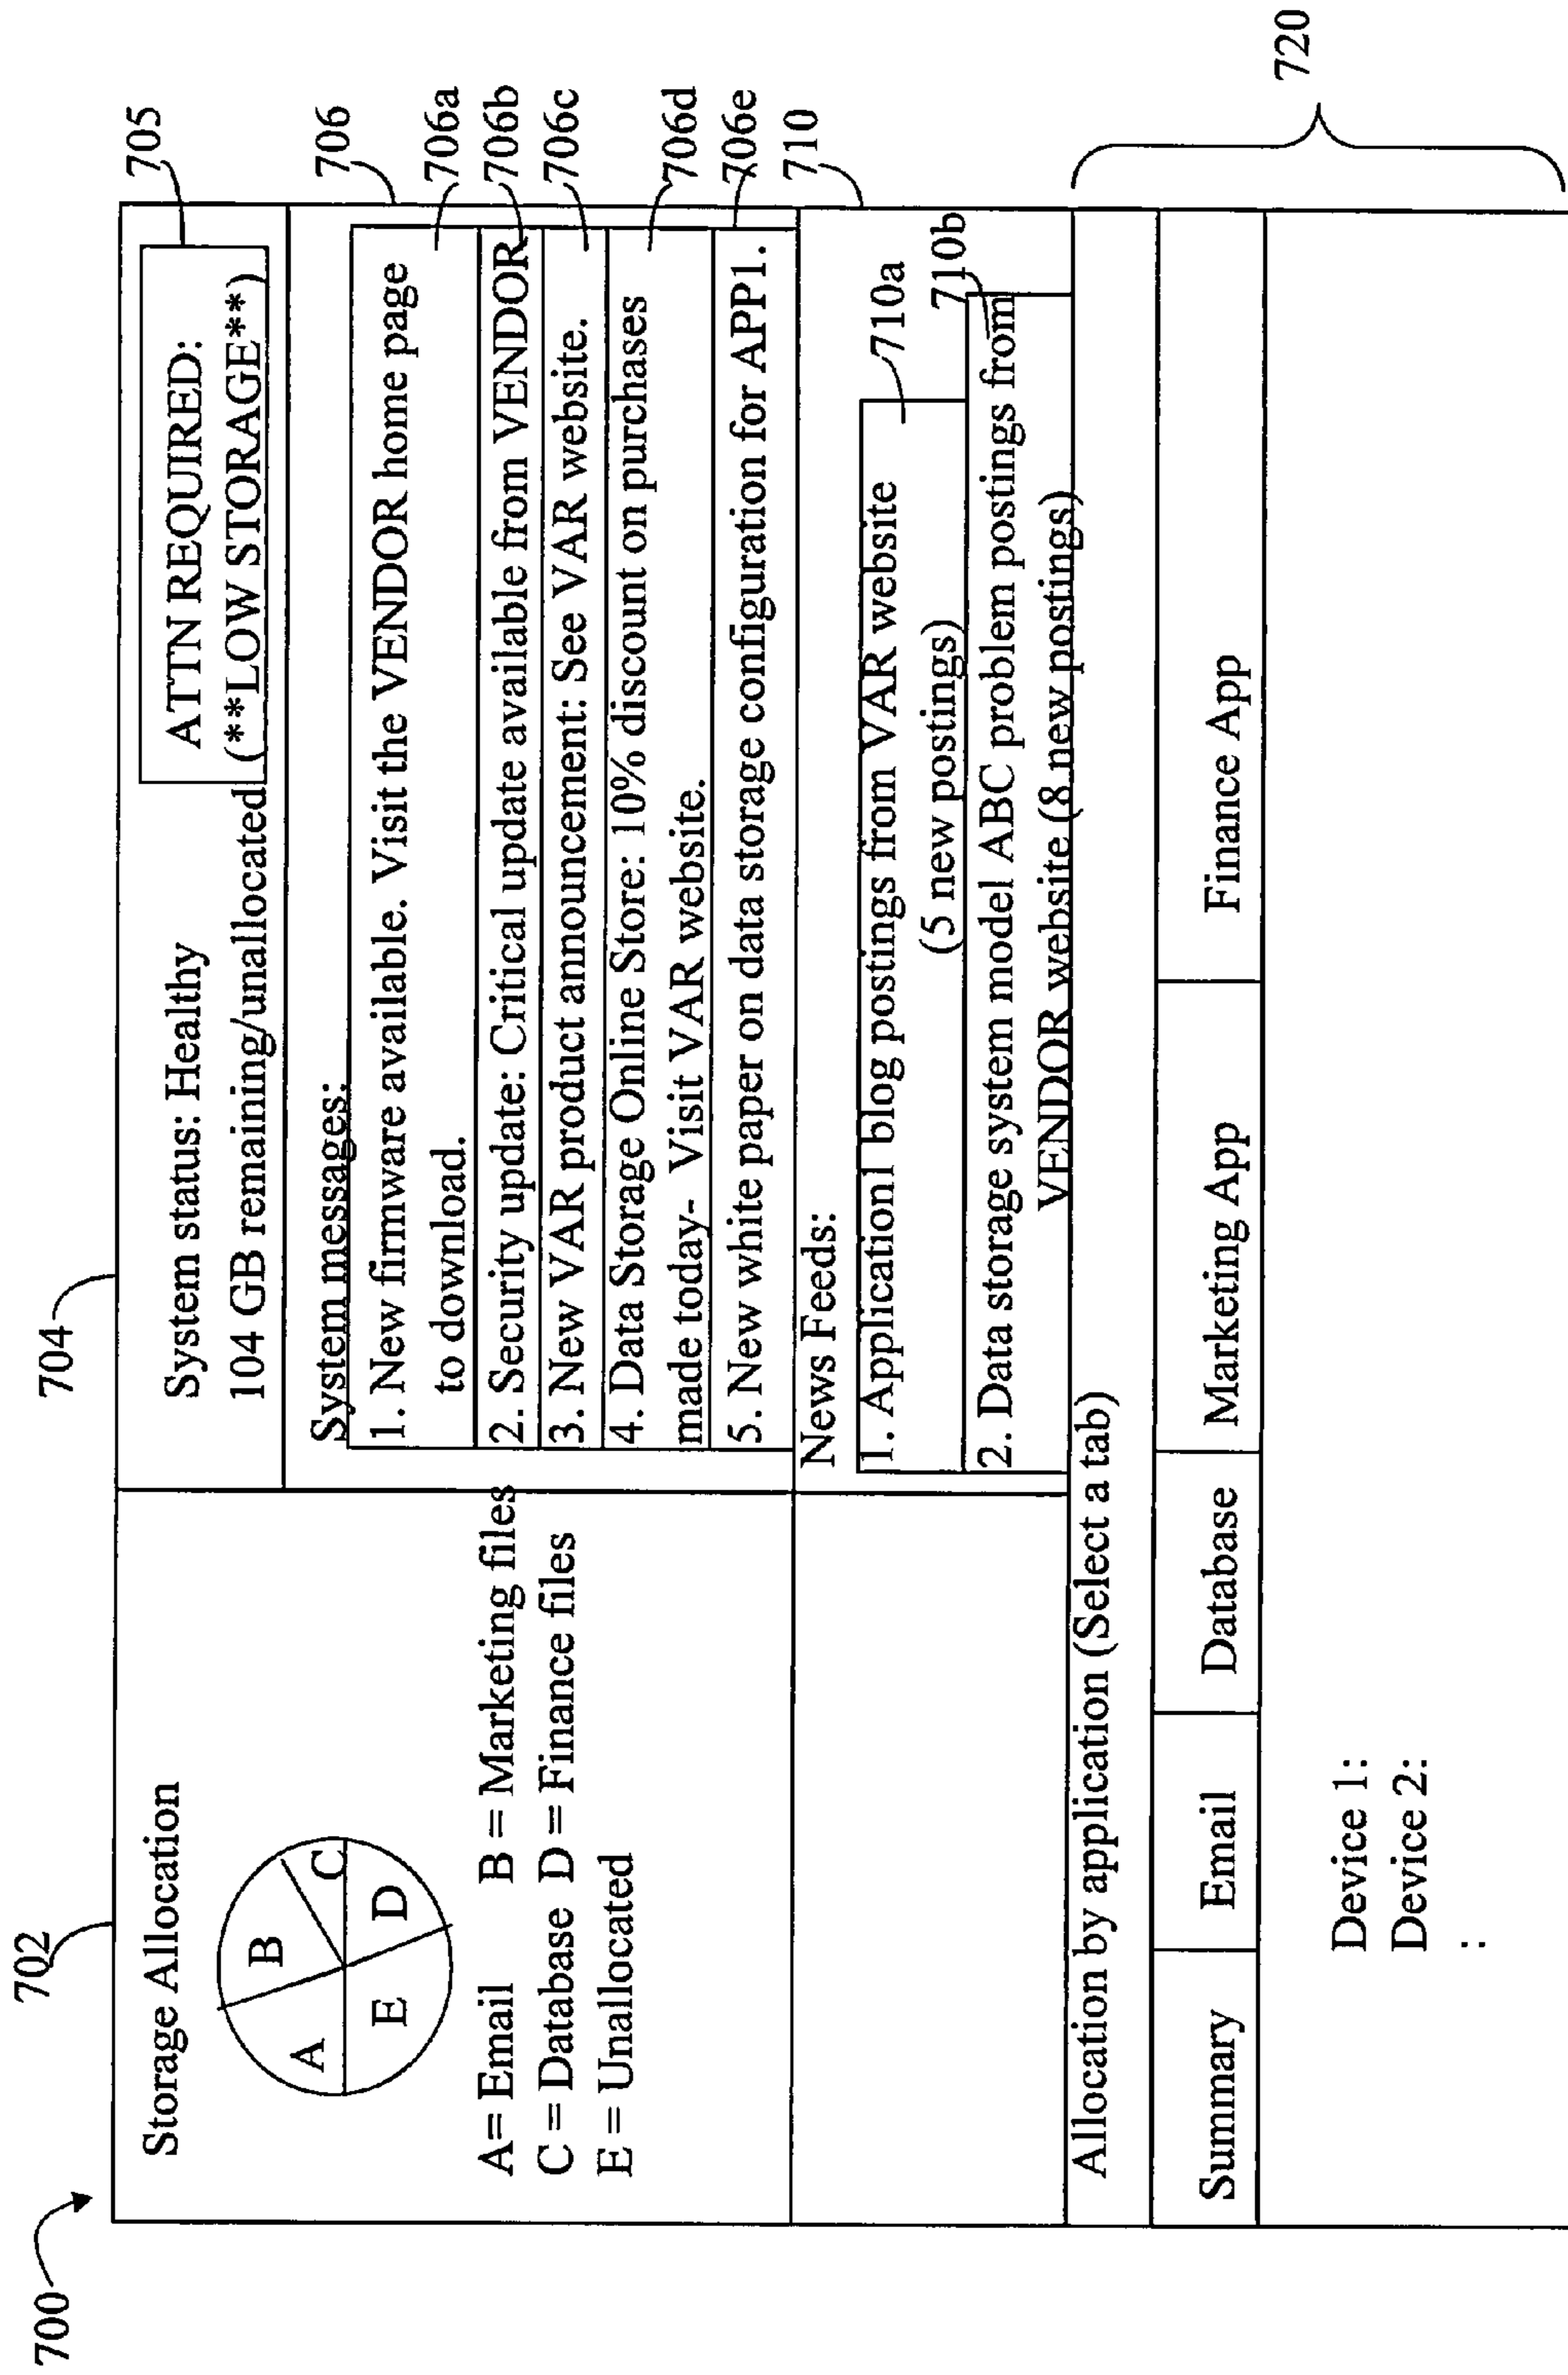 700
702
704
Storage Allocation
A
B
C
D
E
A= Email B = Marketing files
C = Database D = Finance files
E = Unallocated
System status: Healthy
104 GB remaining/unallocated
ATTN REQUIRED:
(**LOW STORAGE**)
705
706
System messages:
1. New firmware available. Visit the VENDOR home page
to download.
706a
2. Security update: Critical update available from VENDOR
706b
3. New VAR product announcement: See VAR website.
706c
4. Data Storage Online Store: 10% discount on purchases
made today- Visit VAR website.
706d
5. New white paper on data storage configuration for APP1.
706e
710
News Feeds:
1. Application1 blog postings from VAR website
(5 new postings)
710a
2. Data storage system model ABC problem postings from
VENDOR website (8 new postings)
710b
Allocation by application (Select a tab)
Summary Email Database Marketing App Finance App
Device 1:
Device 2:
:
720